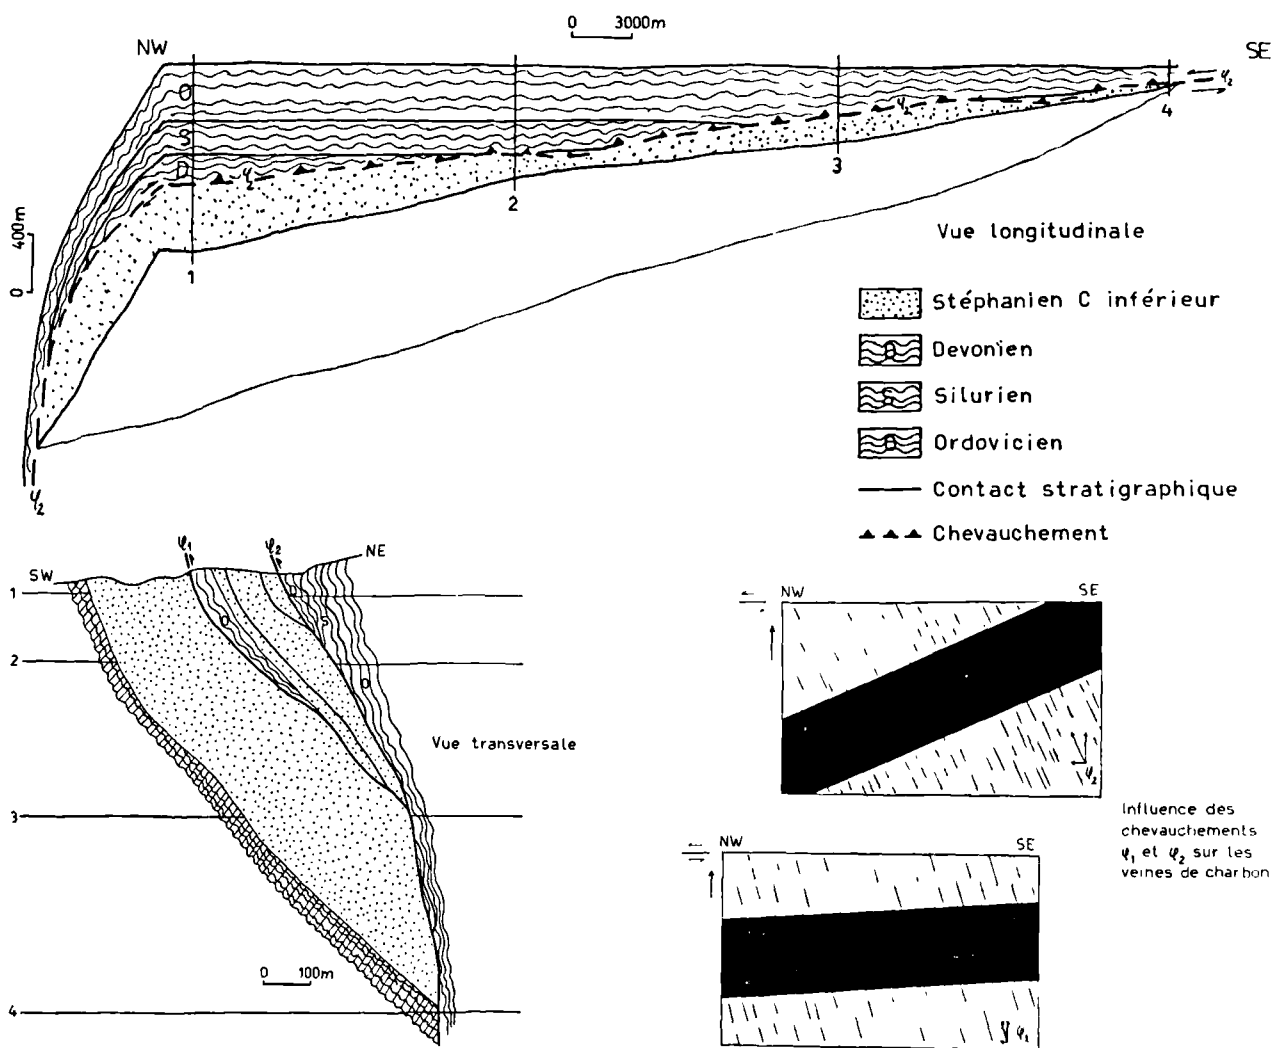 0 3000m
NW
SE
O
S
D
φ₂
φ₂
φ₂
4
3
2
1
400m
0
φ₂
Vue longitudinale
Stéphanien C inférieur
D Devonien
S Silurien
Ordovicien
Contact stratigraphique
Chevauchement
φ₁
φ₂
NE
SW
1
2
3
4
D
S
O
O
Vue transversale
0 100m
NW
SE
φ₂
Influence des
chevauchements
φ₁ et φ₂ sur les
veines de charbon
NW
SE